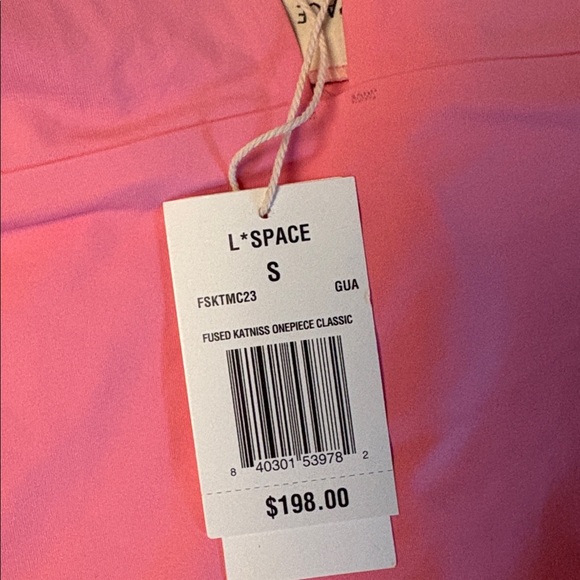 L*SPACE
S
FSKTMC23 GUA
FUSED KATNISS ONEPIECE CLASSIC
8 40301 53978 2
$198.00